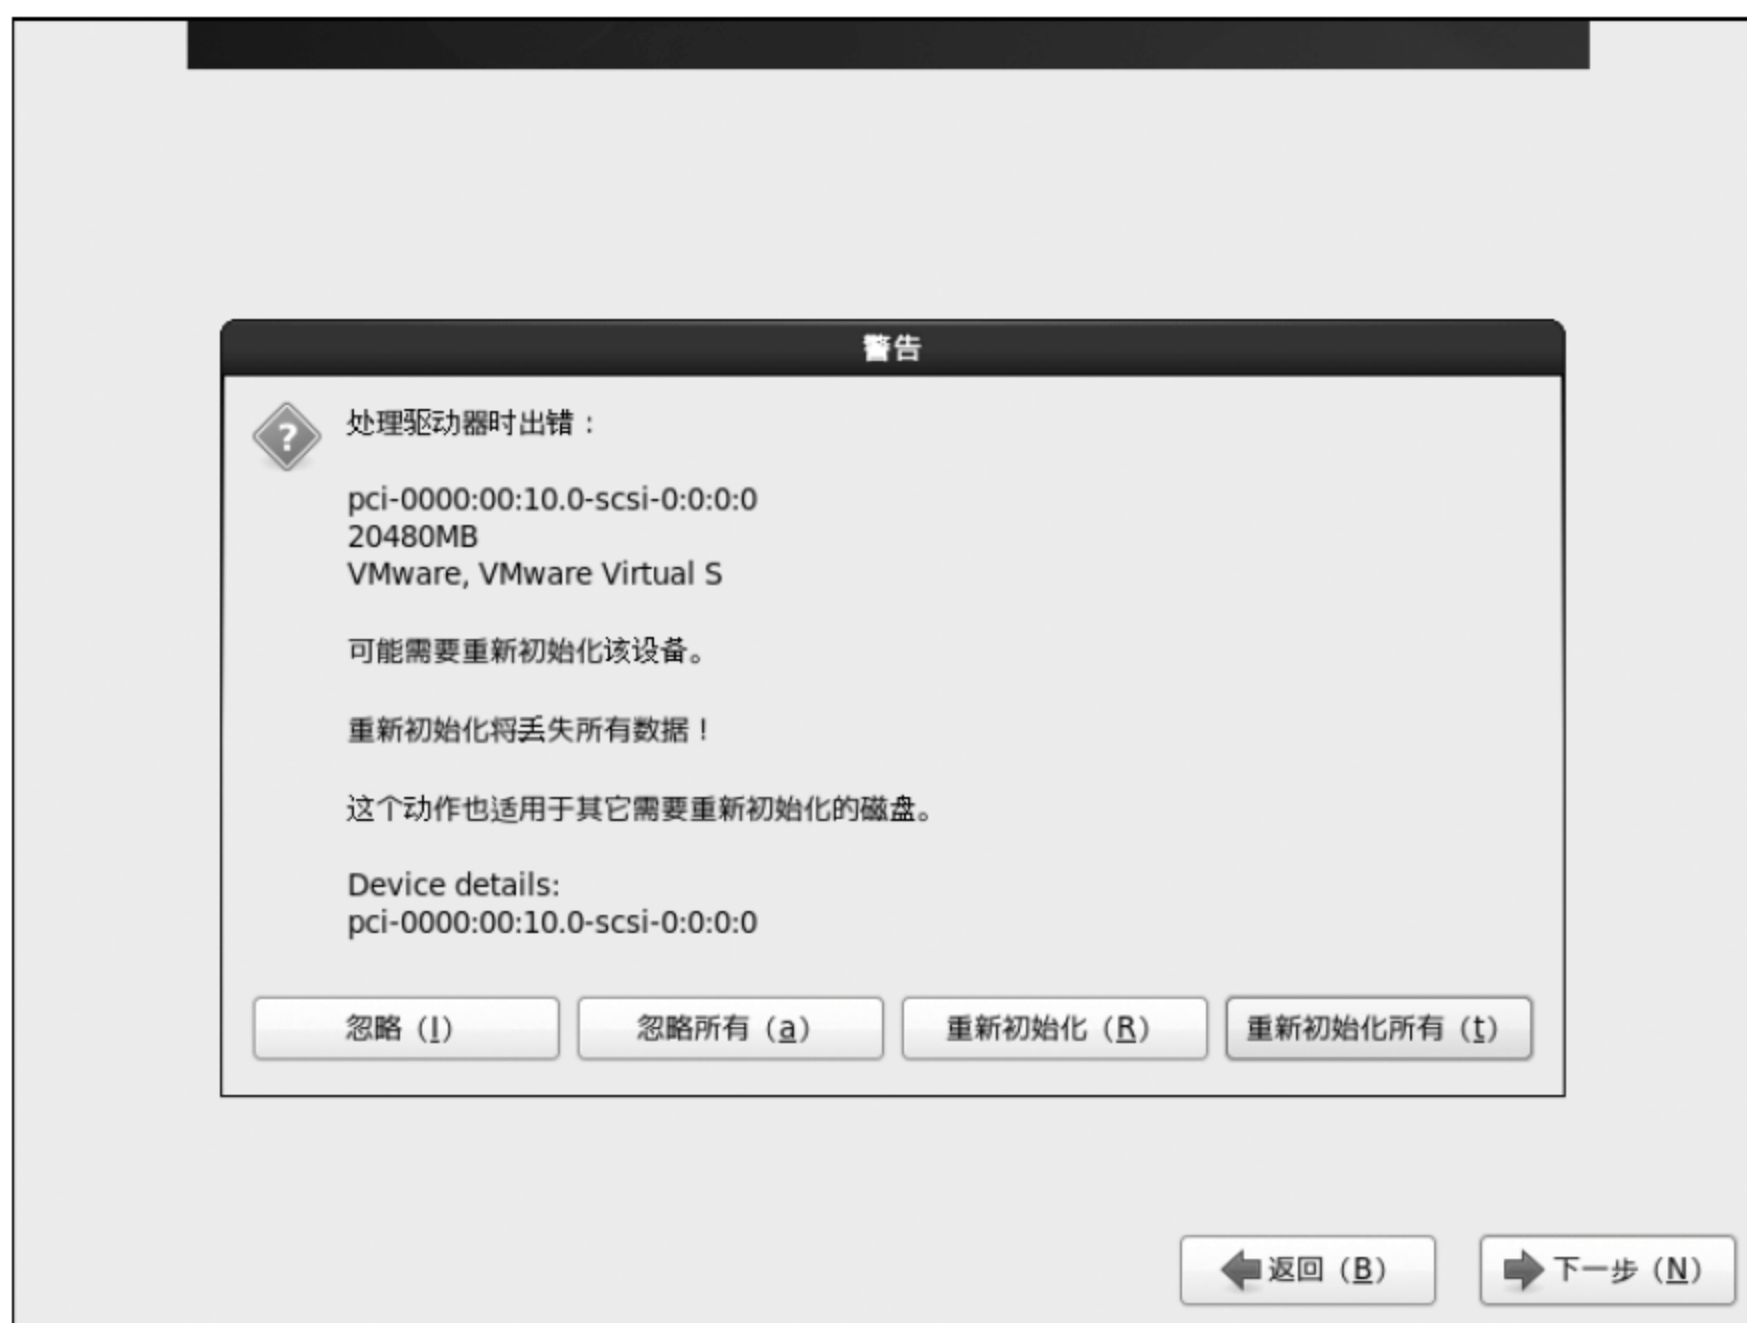 警告
处理驱动器时出错：
pci-0000:00:10.0-scsi-0:0:0:0
20480MB
VMware, VMware Virtual S
可能需要重新初始化该设备。
重新初始化将丢失所有数据！
这个动作也适用于其它需要重新初始化的磁盘。
Device details:
pci-0000:00:10.0-scsi-0:0:0:0
忽略（I） 忽略所有（a） 重新初始化（R） 重新初始化所有（t）
返回（B） 下一步（N）